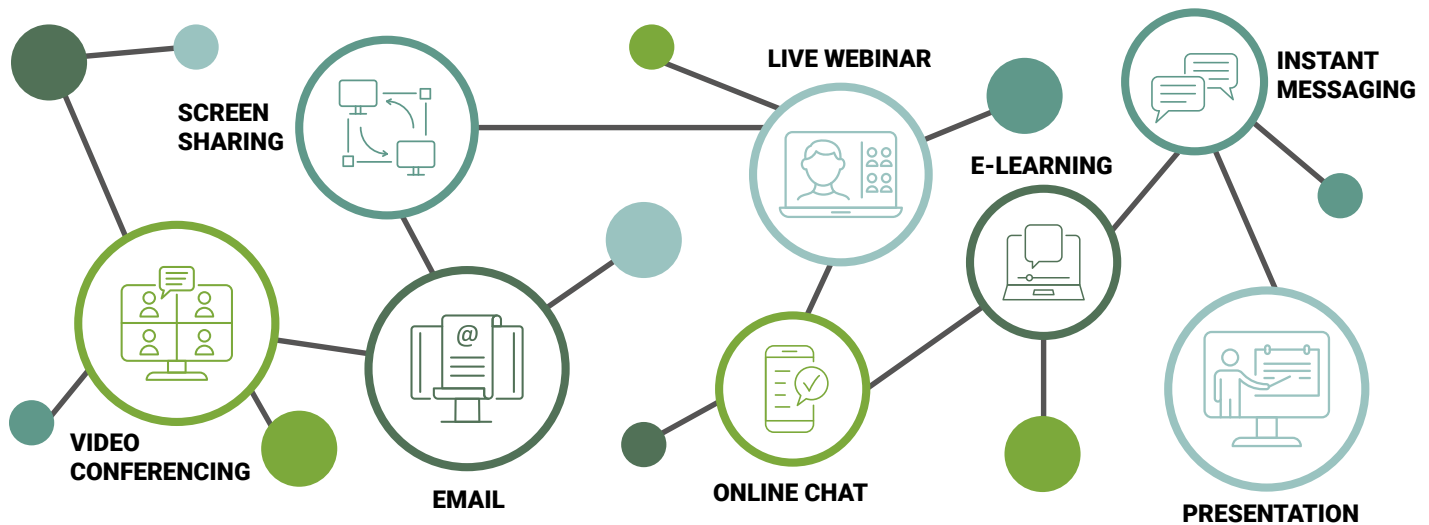 SCREEN
SHARING
LIVE WEBINAR
INSTANT
MESSAGING
E-LEARNING
@
VIDEO
CONFERENCING
EMAIL
ONLINE CHAT
PRESENTATION